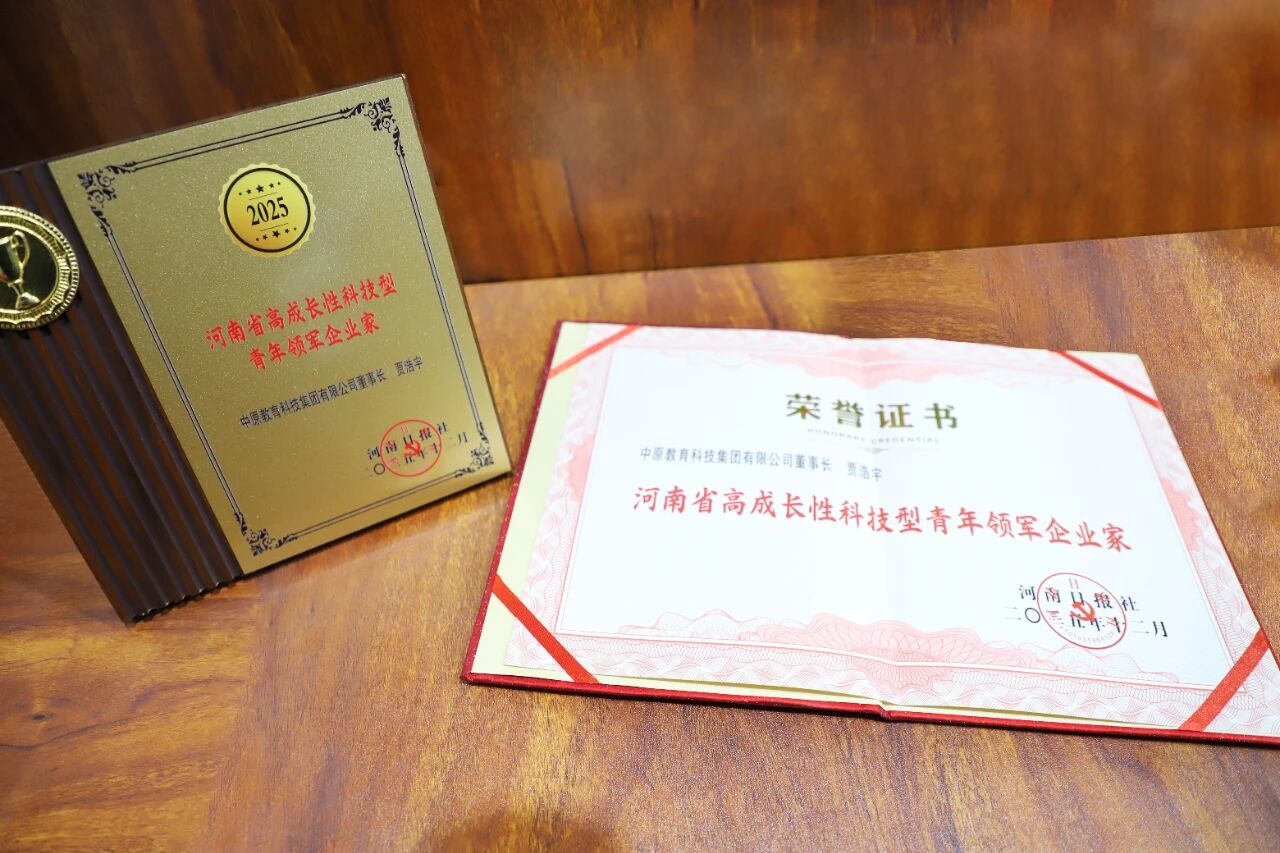 2025
河南省高成长性科技型
青年领军企业家
中原教育科技集团有限公司董事长 贾浩宇
河南日报社
二〇二五年十二月
荣誉证书
HONORARY CREDENTIAL
中原教育科技集团有限公司董事长 贾浩宇
河南省高成长性科技型青年领军企业家
河南日报社
二〇二五年十二月